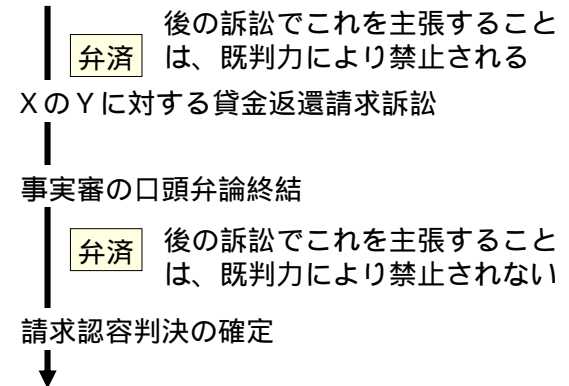 後の訴訟でこれを主張すること
弁済 は、既判力により禁止される
XのYに対する貸金返還請求訴訟
事実審の口頭弁論終結
弁済 後の訴訟でこれを主張すること
は、既判力により禁止されない
請求認容判決の確定